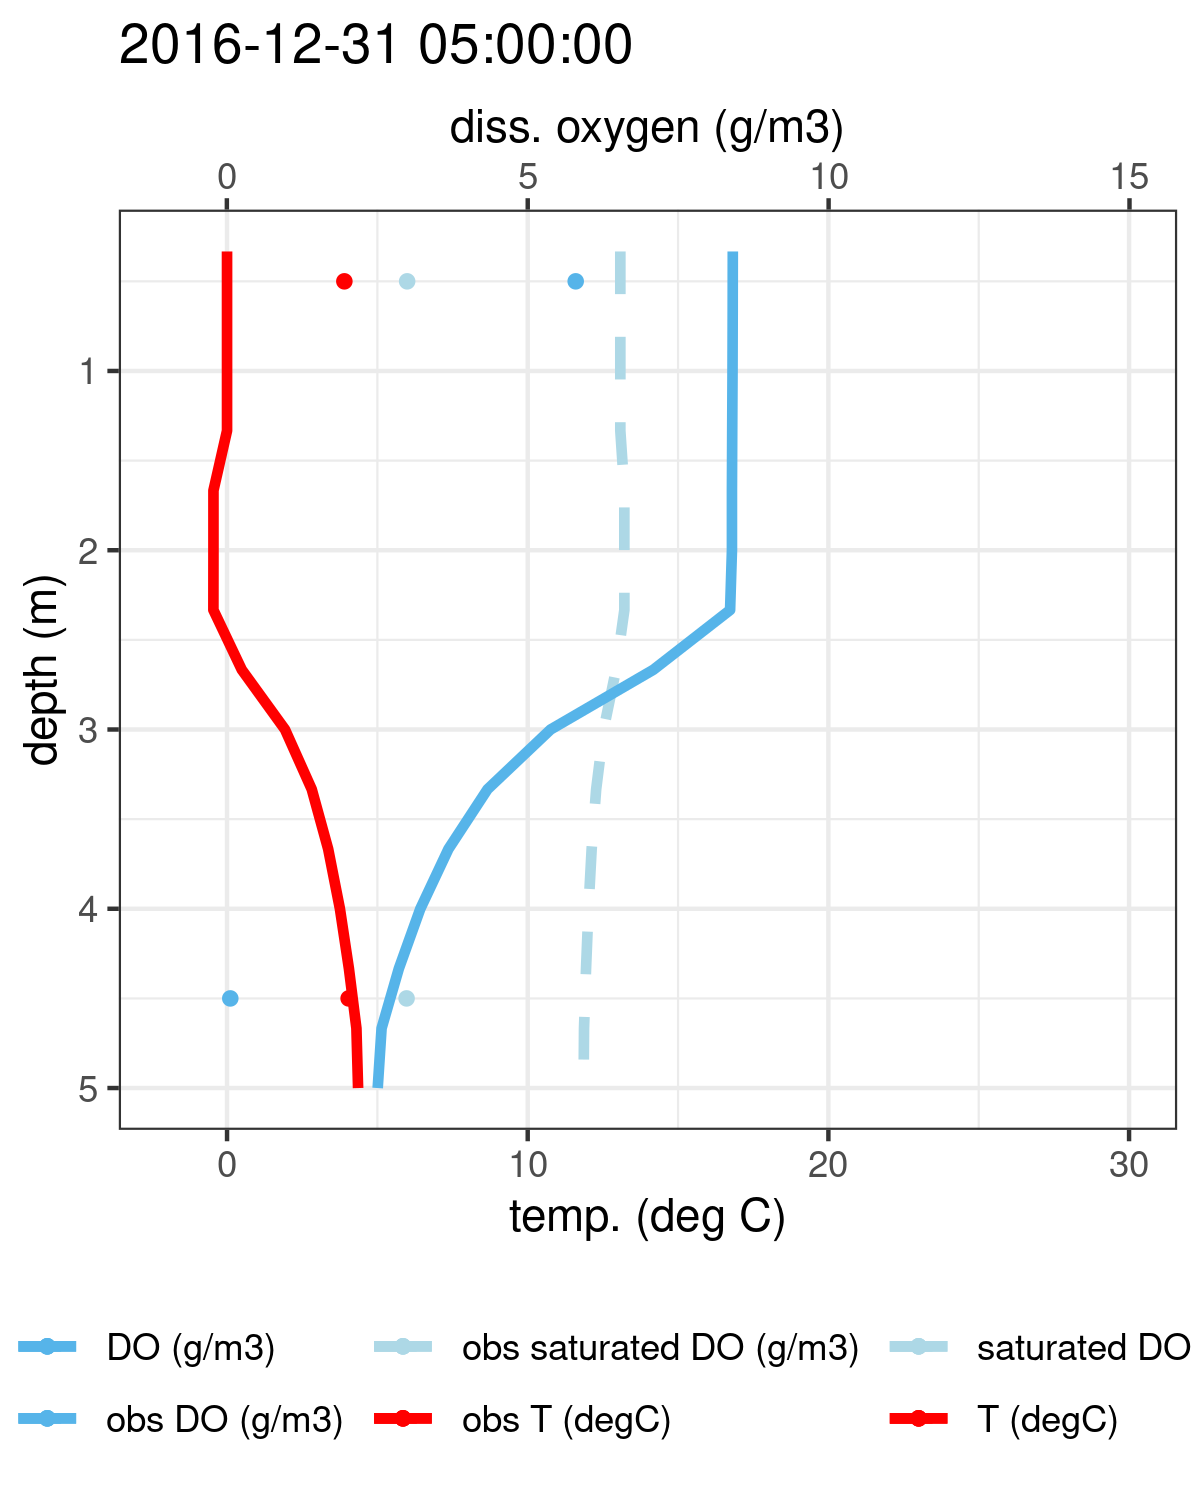 2016-12-31 05:00:00
diss. oxygen (g/m3)
0 5 10 15
1
2
3
4
5
depth (m)
0 10 20 30
temp. (deg C)
DO (g/m3) obs saturated DO (g/m3) saturated DO
obs DO (g/m3) obs T (degC) T (degC)